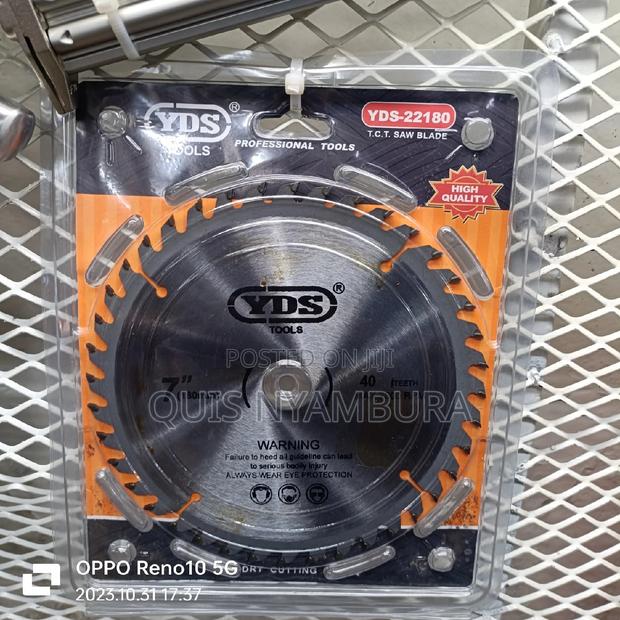 YDS ®
TOOLS
PROFESSIONAL TOOLS
YDS-22180
T.C.T. SAW BLADE
HIGH
QUALITY
YDS ®
TOOLS
POSTED ON JIJI
7" 40 TEETH
QUIS NYAMBURA
WARNING
Failure to heed all guideline can lead
to serious bodily injury
ALWAYS WEAR EYE PROTECTION
DRY CUTTING
OPPO Reno10 5G
2023.10.31 17:37